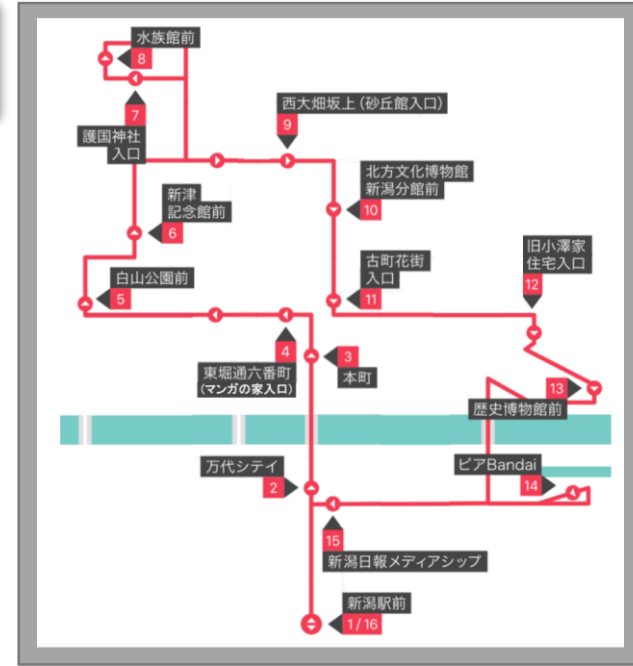 水族館前
8
7
護国神社
入口
西大畑坂上（砂丘館入口）
9
北方文化博物館
新潟分館前
10
新津
記念館前
6
古町花街
入口
11
旧小澤家
住宅入口
12
白山公園前
5
4
東堀通六番町
(マンガの家入口)
3
本町
13
歴史博物館前
万代シテイ
2
ピアBandai
14
15
新潟日報メディアシップ
新潟駅前
1/16